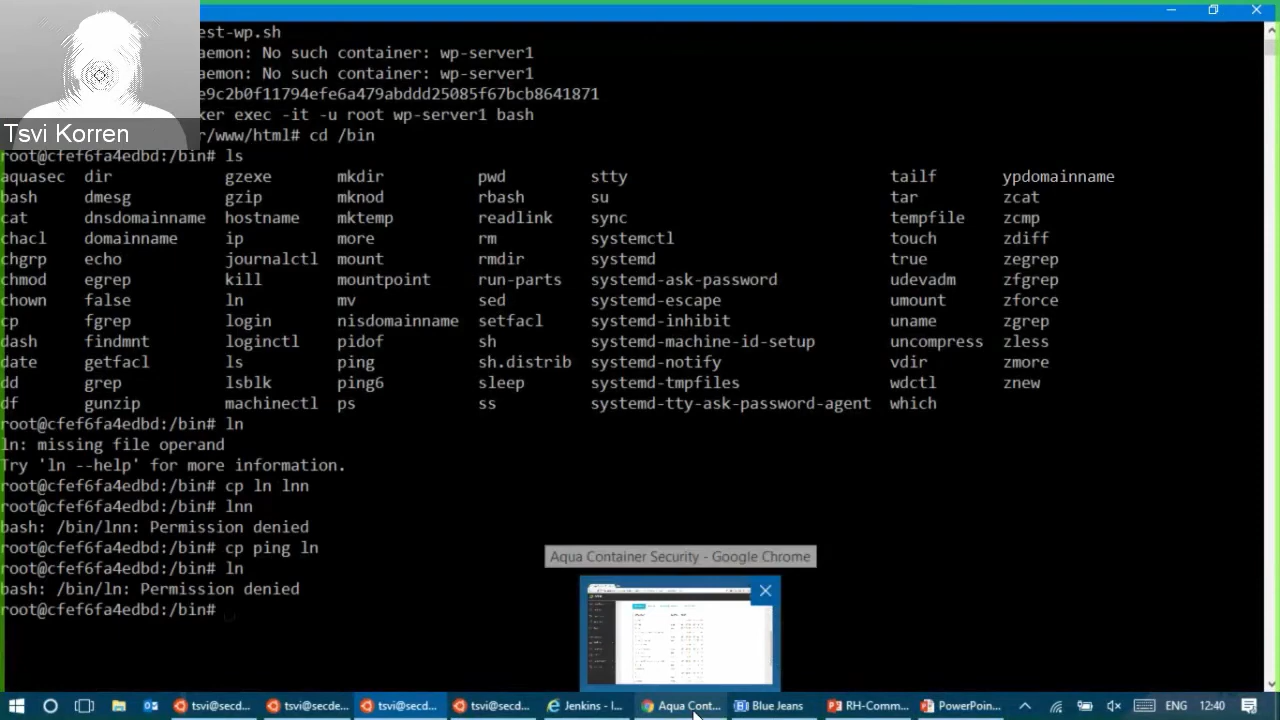 est-wp.sh
aemon: No such container: wp-server1
aemon: No such container: wp-server1
e9c2b0f11794efe6a479abddd25085f67bcb8641871
ker exec -it -u root wp-server1 bash
Tsvi Korren
r/www/html# cd /bin
root@cfef6fa4edbd:/bin# ls
aquasec dir gzexe mkdir pwd stty tailf ypdomainname
bash dmesg gzip mknod rbash su tar zcat
cat dnsdomainname hostname mktemp readlink sync tempfile zcmp
chacl domainname ip more rm systemctl touch zdiff
chgrp echo journalctl mount rmdir systemd true zegrep
chmod egrep kill mountpoint run-parts systemd-ask-password udevadm zfgrep
chown false ln mv sed systemd-escape umount zforce
cp fgrep login nisdomainname setfacl systemd-inhibit uname zgrep
dash findmnt loginctl pidof sh systemd-machine-id-setup uncompress zless
date getfacl ls ping sh.distrib systemd-notify vdir zmore
dd grep lsblk ping6 sleep systemd-tmpfiles wdctl znew
df gunzip machinectl ps ss systemd-tty-ask-password-agent which
root@cfef6fa4edbd:/bin# ln
ln: missing file operand
Try 'ln --help' for more information.
root@cfef6fa4edbd:/bin# cp ln lnn
root@cfef6fa4edbd:/bin# lnn
bash: /bin/lnn: Permission denied
root@cfef6fa4edbd:/bin# cp ping ln
root@cfef6fa4edbd:/bin# ln
bash: /bin/ln: Permission denied
root@cfef6fa4edbd:/bin#
Aqua Container Security - Google Chrome
tsvi@secd... tsvi@secde... tsvi@secd... tsvi@secd... Jenkins - I... Aqua Cont... Blue Jeans RH-Comm... PowerPoin... ENG 12:40